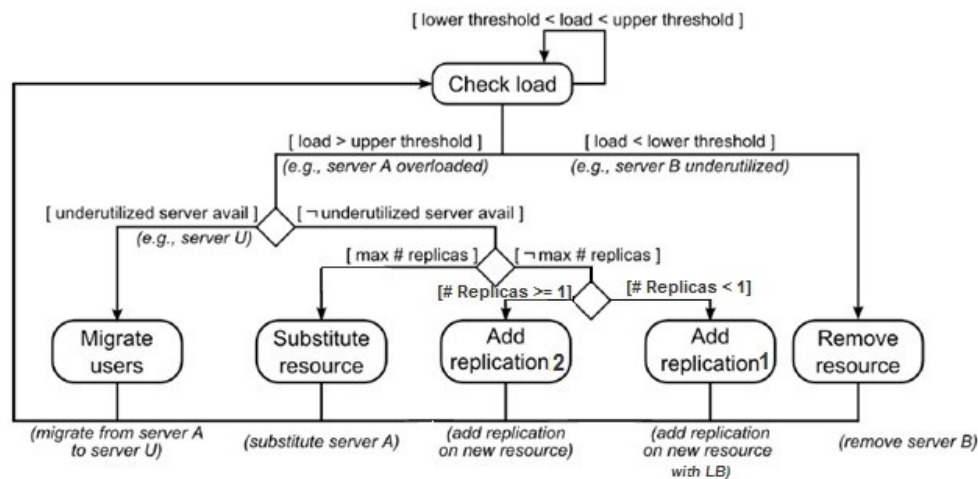 [ lower threshold < load < upper threshold ]
Check load
[ load > upper threshold ]
[ load < lower threshold ]
(e.g., server A overloaded)
(e.g., server B underutilized)
[ underutilized server avail ]
[ ¬ underutilized server avail ]
(e.g., server U)
[ max # replicas ]
[ ¬ max # replicas ]
[# Replicas >= 1]
[# Replicas < 1]
Migrate
users
Substitute
resource
Add
replication 2
Add
replication 1
Remove
resource
(migrate from server A
to server U)
(substitute server A)
(add replication
on new resource)
(add replication
on new resource
with LB)
(remove server B)